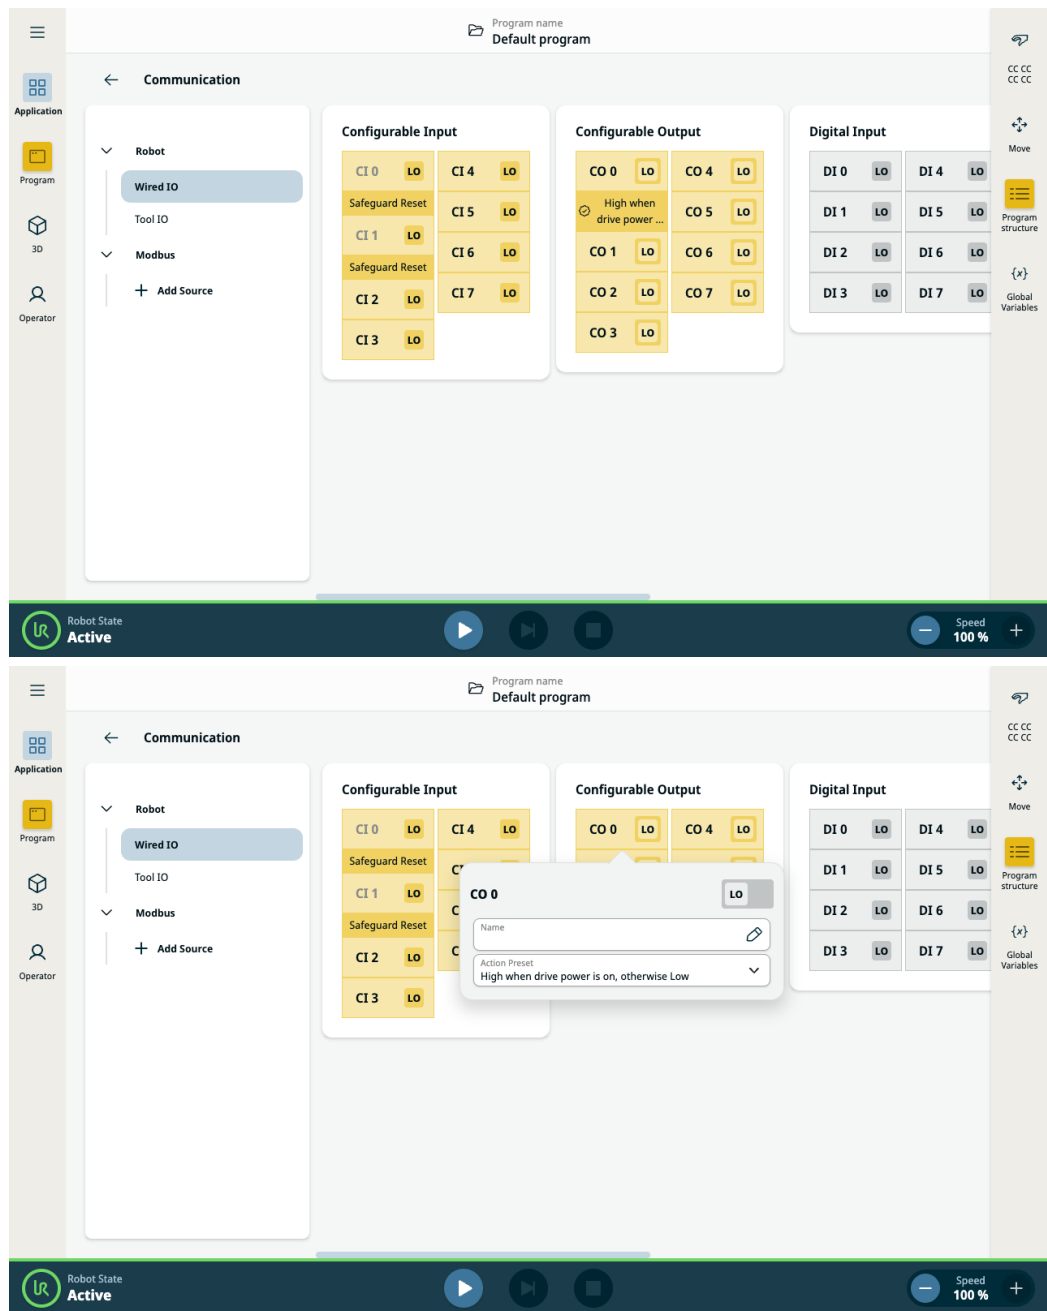 Program name
Default program
Application
Program
3D
Operator
Communication
Robot
Wired IO
Tool IO
Modbus
Add Source
Configurable Input
CI 0 LO
Safeguard Reset
CI 1 LO
Safeguard Reset
CI 2 LO
CI 3 LO
CI 4 LO
CI 5 LO
CI 6 LO
CI 7 LO
Configurable Output
CO 0 LO
High when
drive power ...
CO 1 LO
CO 2 LO
CO 3 LO
CO 4 LO
CO 5 LO
CO 6 LO
CO 7 LO
Digital Input
DI 0 LO
DI 1 LO
DI 2 LO
DI 3 LO
DI 4 LO
DI 5 LO
DI 6 LO
DI 7 LO
CC CC
CC CC
Move
Program
structure
{x}
Global
Variables
UR
Robot State
Active
Speed
100 %
Program name
Default program
Application
Program
3D
Operator
Communication
Robot
Wired IO
Tool IO
Modbus
Add Source
Configurable Input
CI 0 LO
Safeguard Reset
CI 1 LO
Safeguard Reset
CI 2 LO
CI 3 LO
CI 4 LO
Configurable Output
CO 0 LO
CO 4 LO
CO 0 LO
Name
Action Preset
High when drive power is on, otherwise Low
Digital Input
DI 0 LO
DI 1 LO
DI 2 LO
DI 3 LO
DI 4 LO
DI 5 LO
DI 6 LO
DI 7 LO
CC CC
CC CC
Move
Program
structure
{x}
Global
Variables
UR
Robot State
Active
Speed
100 %